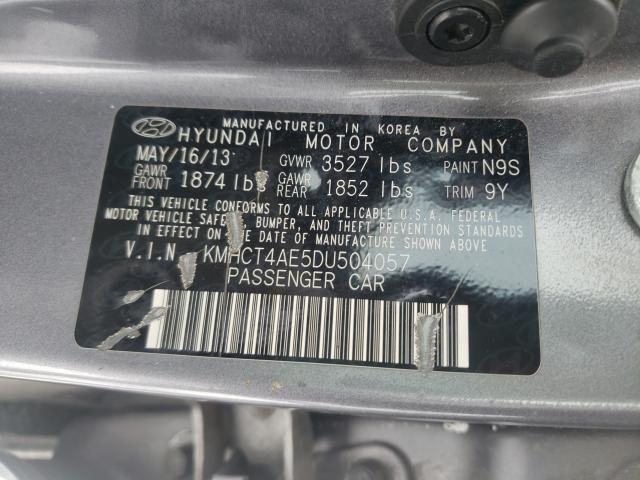 MANUFACTURED IN KOREA BY
HYUNDAI MOTOR COMPANY
MAY/16/13 GVWR 3527 lbs PAINT N9S
GAWR FRONT 1874 lbs GAWR REAR 1852 lbs TRIM 9Y
THIS VEHICLE CONFORMS TO ALL APPLICABLE U.S.A. FEDERAL
MOTOR VEHICLE SAFETY, BUMPER, AND THEFT PREVENTION STANDARDS
IN EFFECT ON THE DATE OF MANUFACTURE SHOWN ABOVE
V.I.N KMHCT4AE5DU504057
PASSENGER CAR